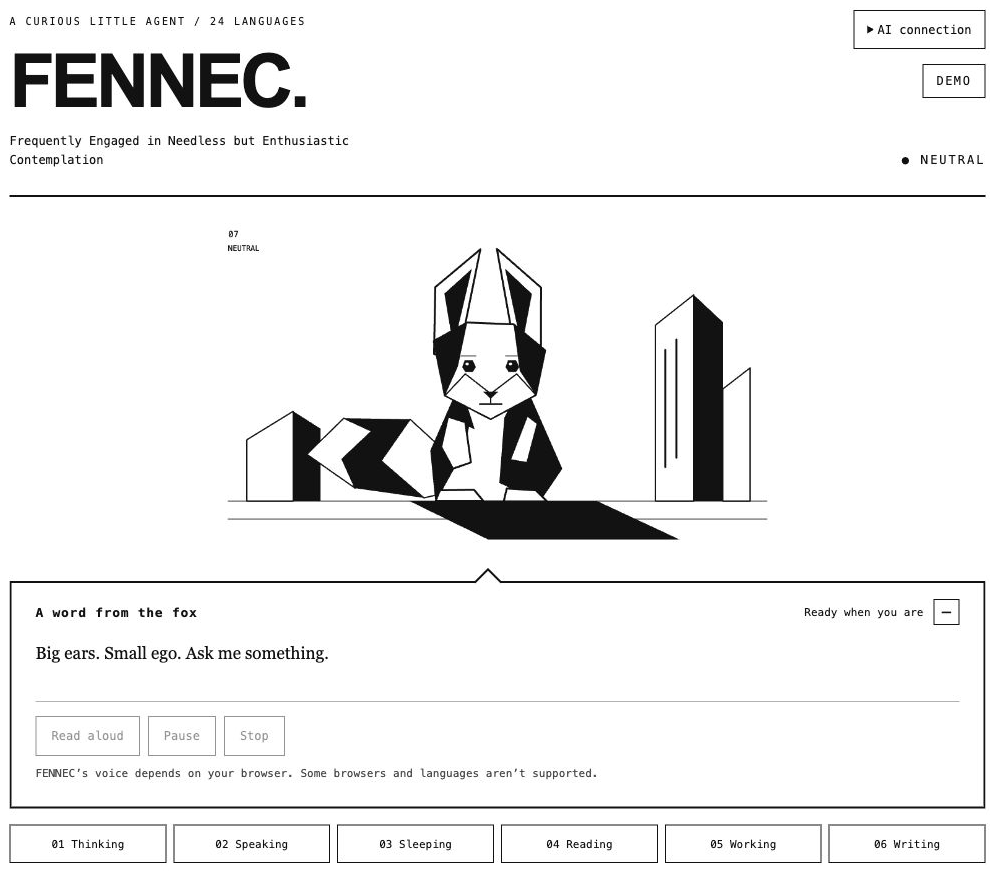 A CURIOUS LITTLE AGENT / 24 LANGUAGES
AI connection
FENNEC.
DEMO
Frequently Engaged in Needless but Enthusiastic
Contemplation
NEUTRAL
07
NEUTRAL
A word from the fox
Ready when you are
Big ears. Small ego. Ask me something.
Read aloud
Pause
Stop
FENNEC’s voice depends on your browser. Some browsers and languages aren’t supported.
01 Thinking
02 Speaking
03 Sleeping
04 Reading
05 Working
06 Writing